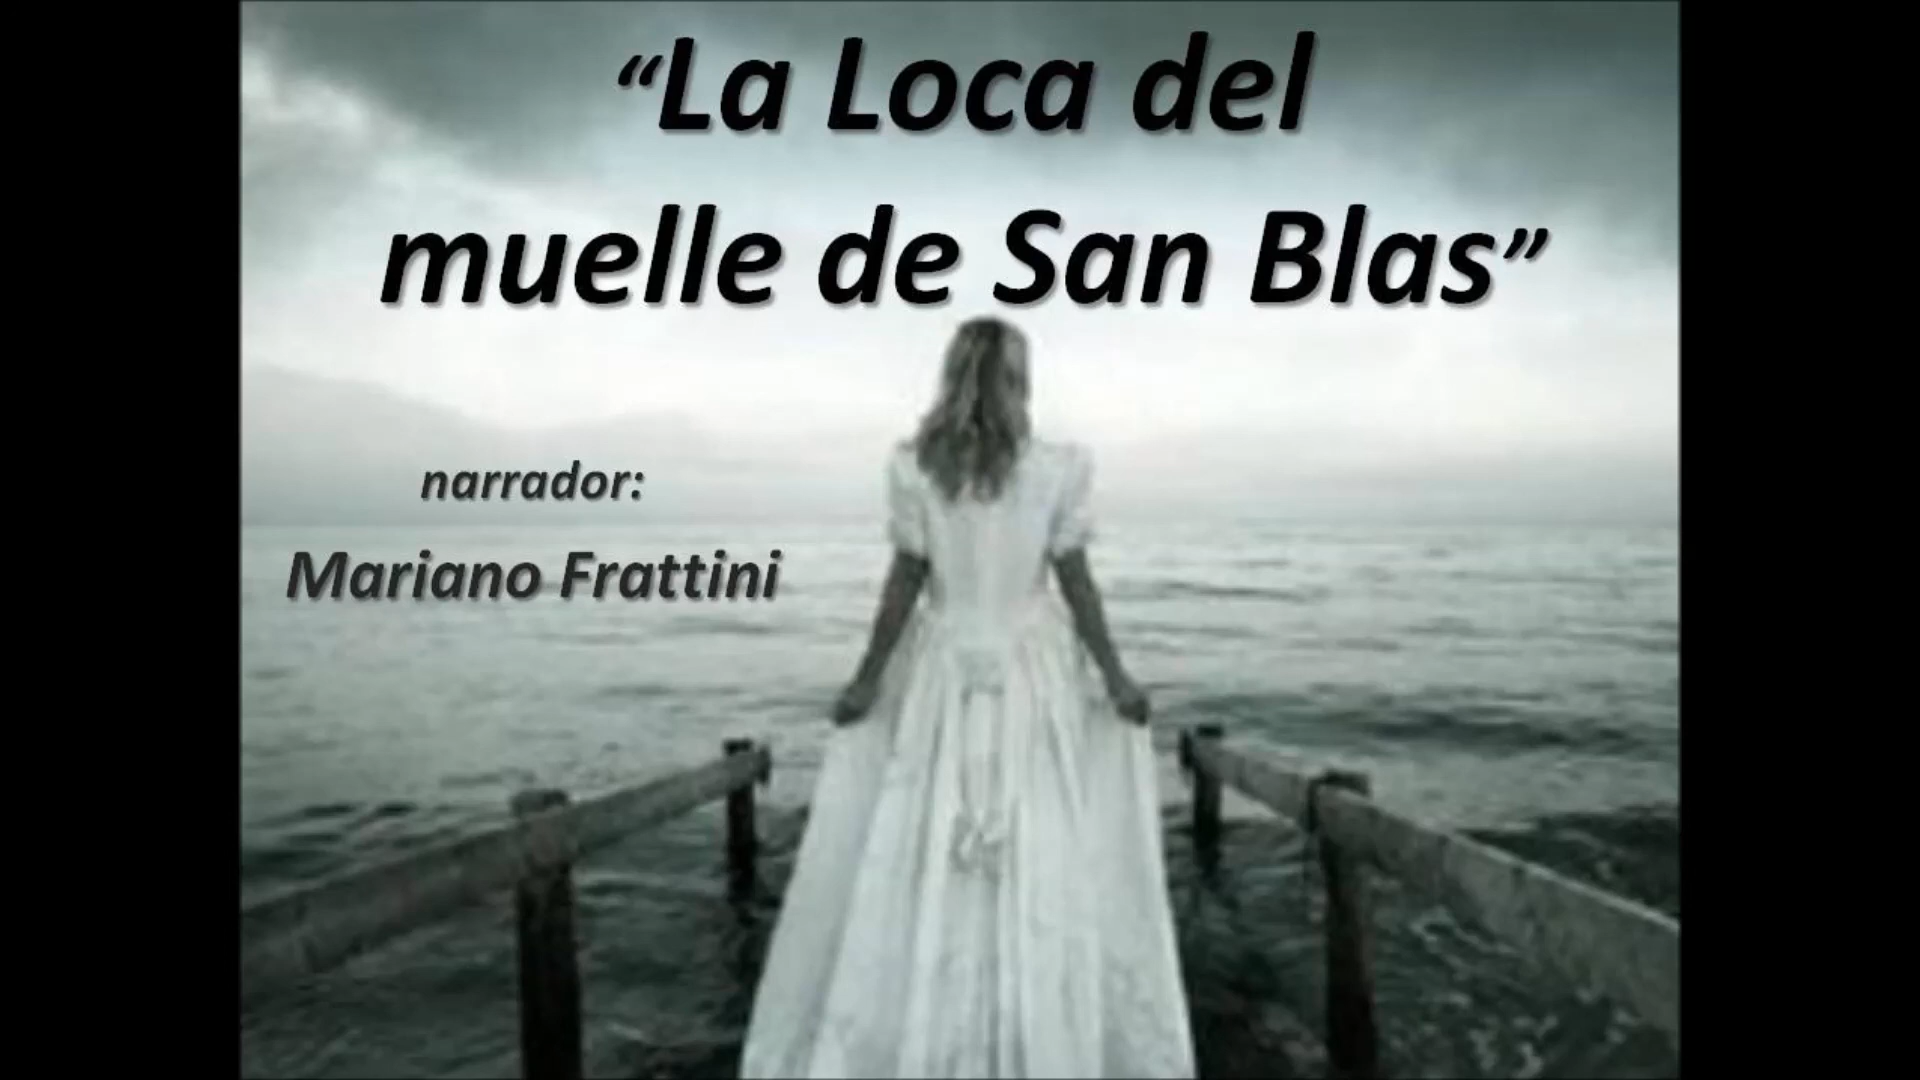 “La Loca del
muelle de San Blas”
narrador:
Mariano Frattini